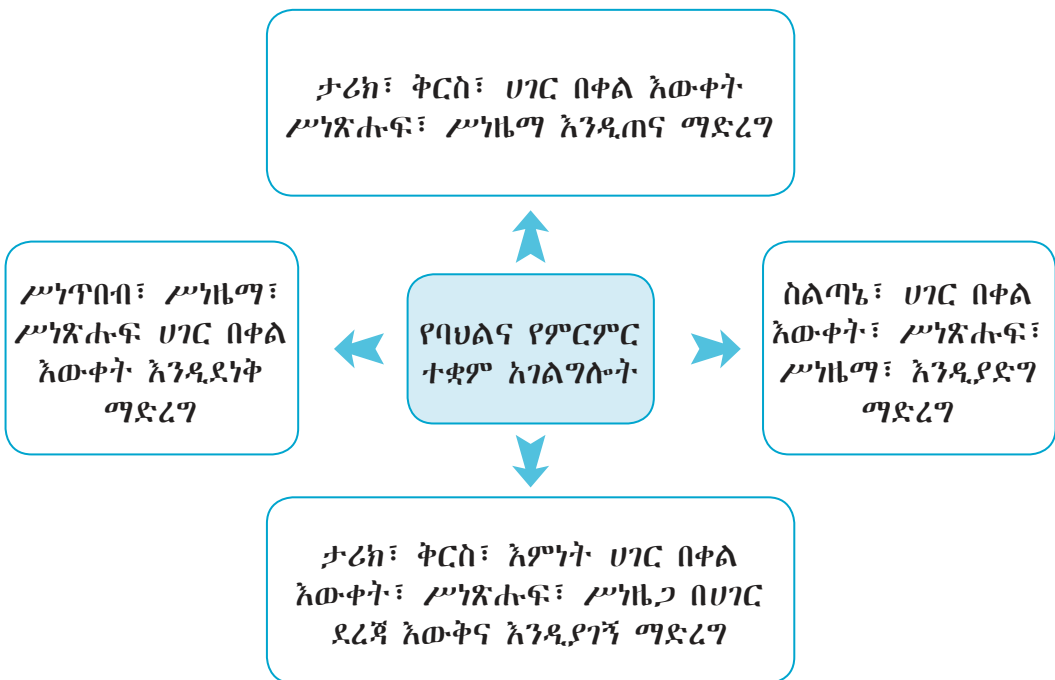 ታሪክ፣ ቅርስ፣ ሀገር በቀል እውቀት
ሥነጽሑፍ፣ ሥነዜማ እንዲጠና ማድረግ
ሥነጥበብ፣ ሥነዜማ፣
ሥነጽሑፍ ሀገር በቀል
እውቀት እንዲደነቅ
ማድረግ
የባህልና የምርምር
ተቋም አገልግሎት
ስልጣኔ፣ ሀገር በቀል
እውቀት፣ ሥነጽሑፍ፣
ሥነዜማ፣ እንዲያድግ
ማድረግ
ታሪክ፣ ቅርስ፣ እምነት ሀገር በቀል
እውቀት፣ ሥነጽሑፍ፣ ሥነዜጋ በሀገር
ደረጃ እውቅና እንዲያገኝ ማድረግ